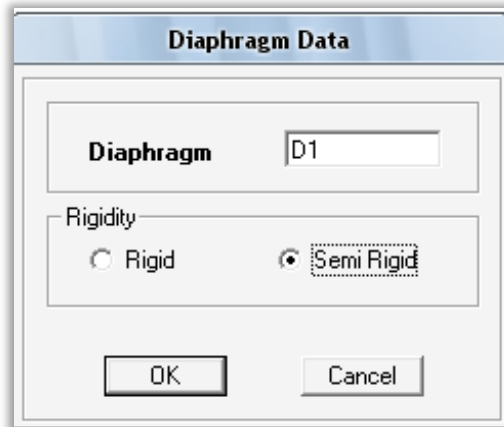 Diaphragm Data
Diaphragm D1
Rigidity
Rigid Semi Rigid
OK Cancel